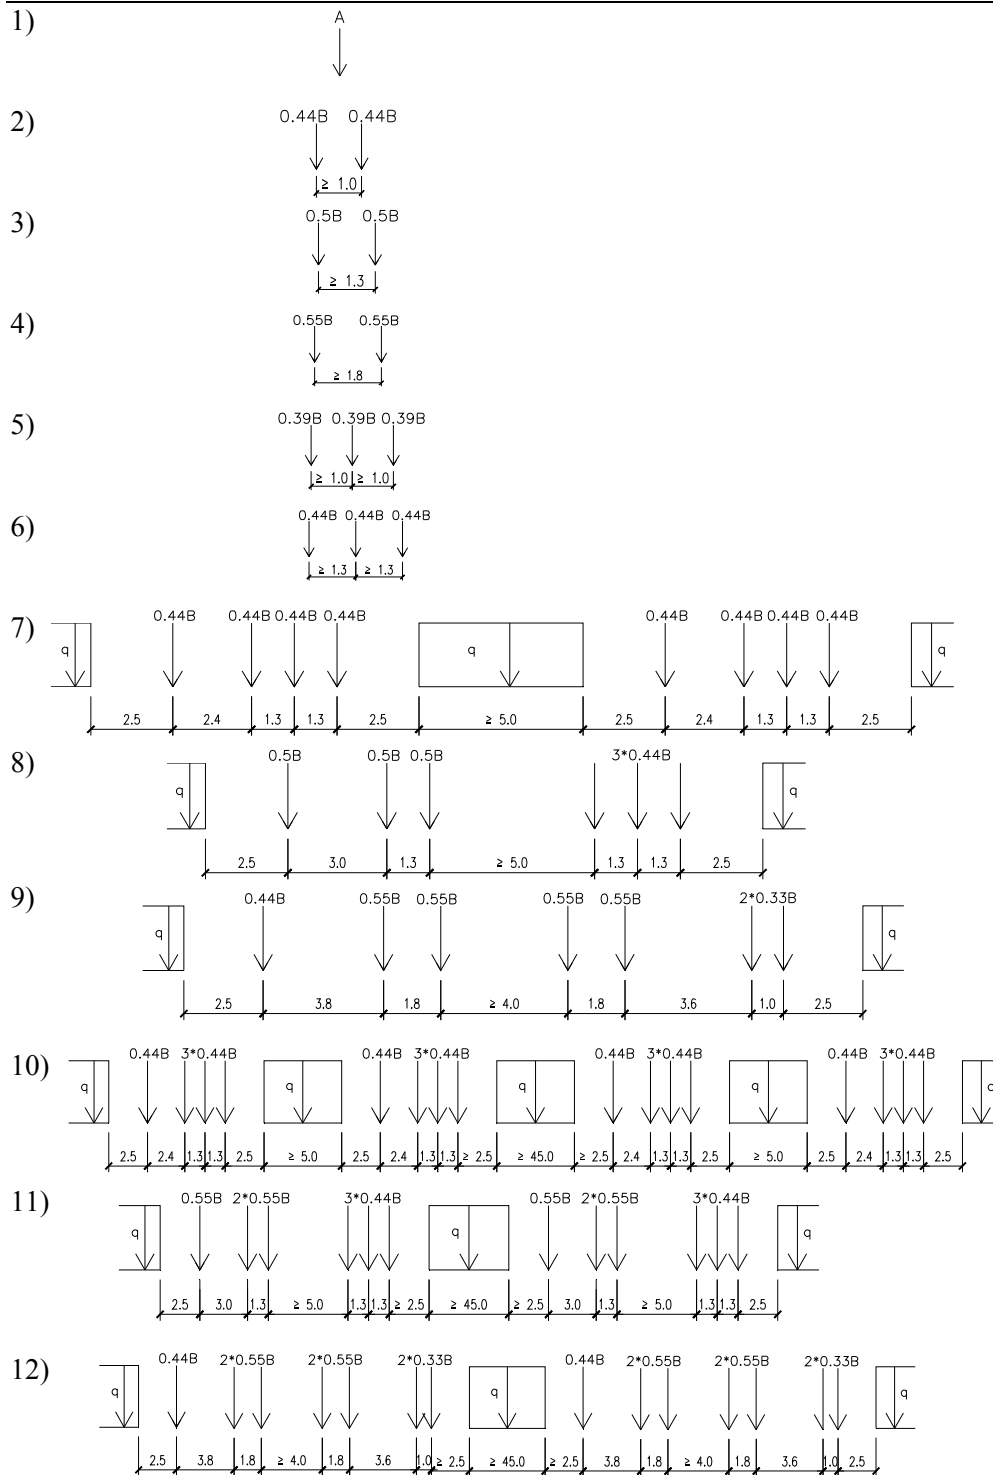 1)
A
2)
0.44B 0.44B
≥ 1.0
3)
0.5B 0.5B
≥ 1.3
4)
0.55B 0.55B
≥ 1.8
5)
0.39B 0.39B 0.39B
≥ 1.0 ≥ 1.0
6)
0.44B 0.44B 0.44B
≥ 1.3 ≥ 1.3
7)
0.44B 0.44B 0.44B 0.44B 0.44B 0.44B 0.44B 0.44B
q q q
2.5 2.4 1.3 1.3 2.5 ≥ 5.0 2.5 2.4 1.3 1.3 2.5
8)
0.5B 0.5B 0.5B 3*0.44B
q q
2.5 3.0 1.3 ≥ 5.0 1.3 1.3 2.5
9)
0.44B 0.55B 0.55B 0.55B 0.55B 2*0.33B
q q
2.5 3.8 1.8 ≥ 4.0 1.8 3.6 1.0 2.5
10)
0.44B 3*0.44B 0.44B 3*0.44B 0.44B 3*0.44B 0.44B 3*0.44B
q q q q q
2.5 2.4 1.3 1.3 2.5 ≥ 5.0 2.5 2.4 1.3 1.3 ≥ 2.5 ≥ 45.0 ≥ 2.5 2.4 1.3 1.3 2.5 ≥ 5.0 2.5 2.4 1.3 1.3 2.5
11)
0.55B 2*0.55B 3*0.44B 0.55B 2*0.55B 3*0.44B
q q q
2.5 3.0 1.3 ≥ 5.0 1.3 1.3 ≥ 2.5 ≥ 45.0 ≥ 2.5 3.0 1.3 ≥ 5.0 1.3 1.3 2.5
12)
0.44B 2*0.55B 2*0.55B 2*0.33B 0.44B 2*0.55B 2*0.55B 2*0.33B
q q q
2.5 3.8 1.8 ≥ 4.0 1.8 3.6 1.0 ≥ 2.5 ≥ 45.0 ≥ 2.5 3.8 1.8 ≥ 4.0 1.8 3.6 1.0 2.5